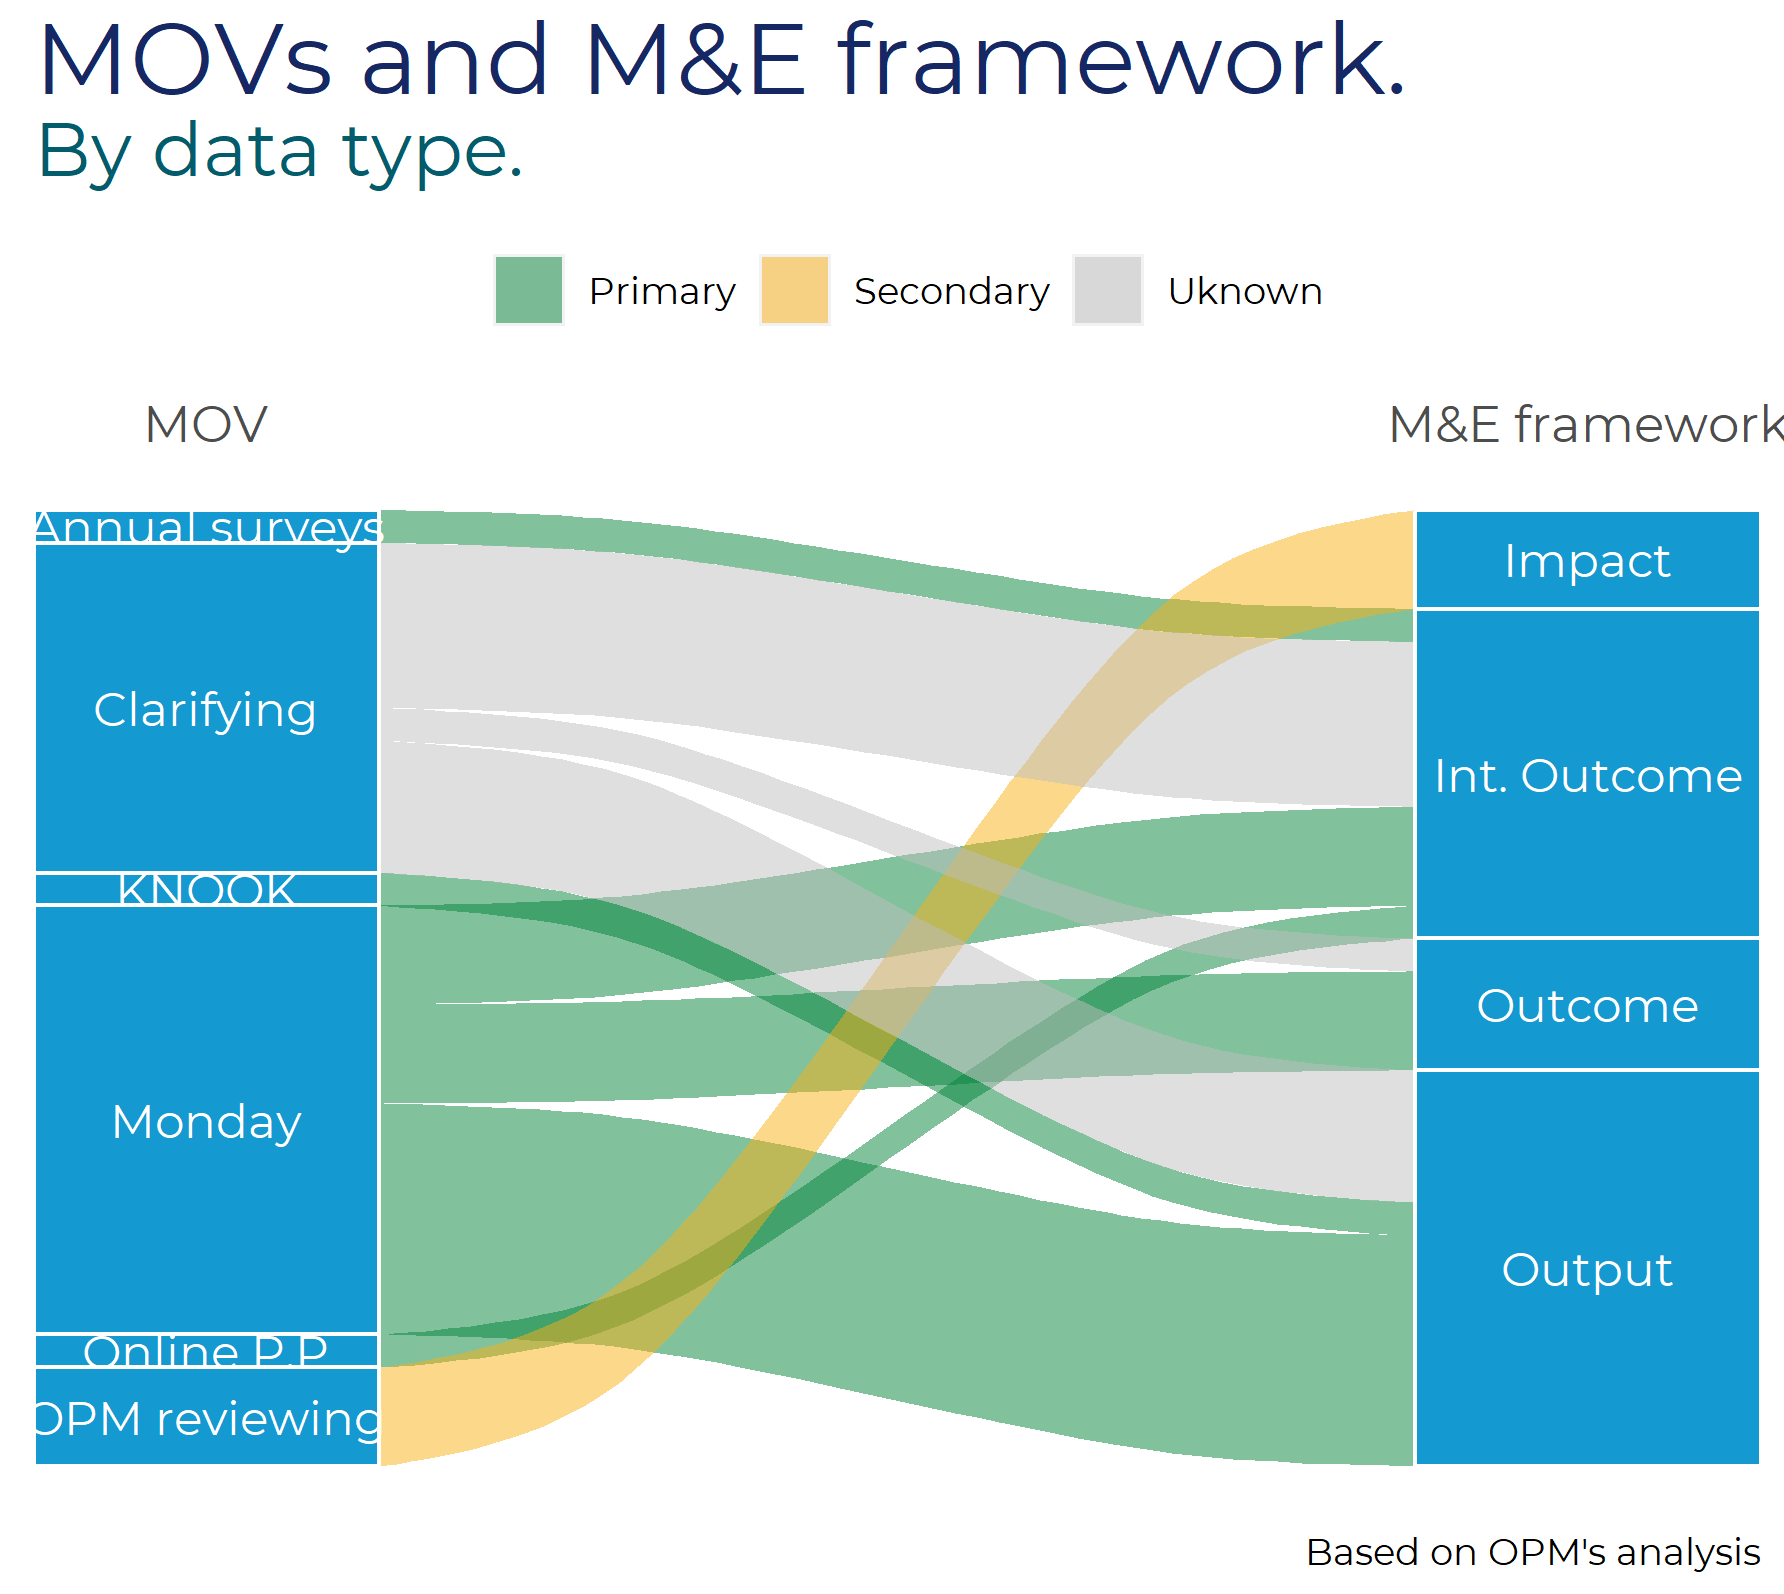 MOVs and M&E framework.
By data type.
Primary
Secondary
Uknown
MOV
M&E framework
Annual surveys
Clarifying
KNOOK
Monday
Online P.P
OPM reviewing
Impact
Int. Outcome
Outcome
Output
Based on OPM's analysis